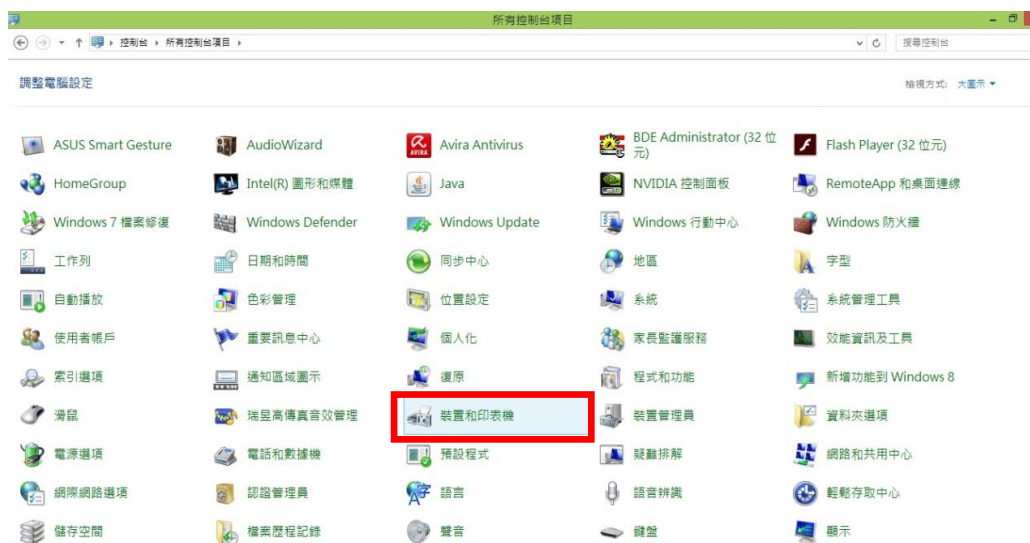 所有控制台項目
控制台 所有控制台項目
搜尋控制台
調整電腦設定
檢視方式: 大圖示
ASUS Smart Gesture
AudioWizard
Avira Antivirus
BDE Administrator (32 位元)
Flash Player (32 位元)
HomeGroup
Intel(R) 圖形和媒體
Java
NVIDIA 控制面板
RemoteApp 和桌面連線
Windows 7 檔案修復
Windows Defender
Windows Update
Windows 行動中心
Windows 防火牆
工作列
日期和時間
同步中心
地區
字型
自動播放
色彩管理
位置設定
系統
系統管理工具
使用者帳戶
重要訊息中心
個人化
家長監護服務
效能資訊及工具
索引選項
通知區域圖示
復原
程式和功能
新增功能到 Windows 8
滑鼠
瑞昱高傳真音效管理
裝置和印表機
裝置管理員
資料夾選項
電源選項
電話和數據機
預設程式
疑難排解
網路和共用中心
網際網路選項
認證管理員
語言
語音辨識
輕鬆存取中心
儲存空間
檔案歷程記錄
聲音
鍵盤
顯示